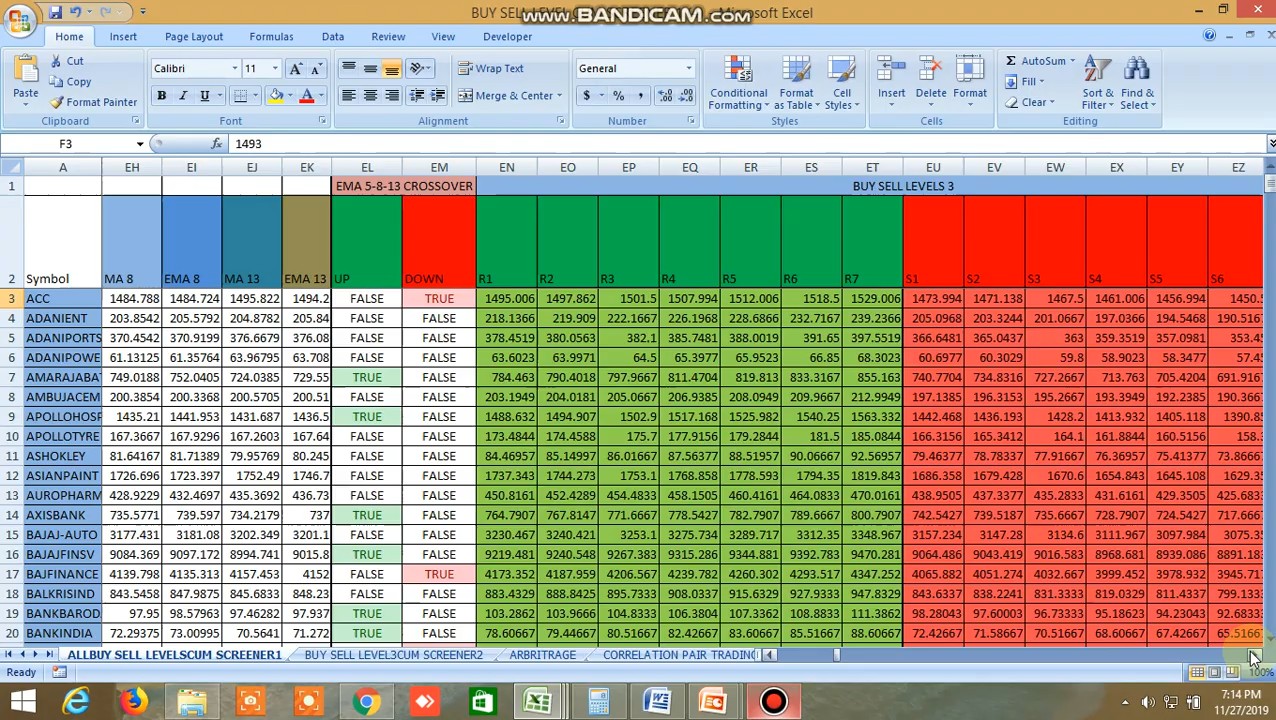 BUY SELL LEVEL
www.BANDICAM.com
Microsoft Excel
Home Insert Page Layout Formulas Data Review View Developer
Paste
Cut
Copy
Format Painter
Clipboard
Calibri 11
B I U
Font
Wrap Text
Merge & Center
Alignment
General
$ % ,
Number
Conditional Formatting
Format as Table
Cell Styles
Styles
Insert Delete Format
Cells
AutoSum
Fill
Clear
Sort & Filter
Find & Select
Editing
F3 fx 1493
A EH EI EJ EK EL EM EN EO EP EQ ER ES ET EU EV EW EX EY EZ
1 EMA 5-8-13 CROSSOVER BUY SELL LEVELS 3
2 Symbol MA 8 EMA 8 MA 13 EMA 13 UP DOWN R1 R2 R3 R4 R5 R6 R7 S1 S2 S3 S4 S5 S6
3 ACC 1484.788 1484.724 1495.822 1494.2 FALSE TRUE 1495.006 1497.862 1501.5 1507.994 1512.006 1518.5 1529.006 1473.994 1471.138 1467.5 1461.006 1456.994 1450.5
4 ADANIENT 203.8542 205.5792 204.8782 205.84 FALSE FALSE 218.1366 219.909 222.1667 226.1968 228.6866 232.7167 239.2366 205.0968 203.3244 201.0667 197.0366 194.5468 190.5167
5 ADANIPORTS 370.4542 370.9199 376.6679 376.08 FALSE FALSE 378.4519 380.0563 382.1 385.7481 388.0019 391.65 397.5519 366.6481 365.0437 363 359.3519 357.0981 353.45
6 ADANIPOWE 61.13125 61.35764 63.96795 63.708 FALSE FALSE 63.6023 63.9971 64.5 65.3977 65.9523 66.85 68.3023 60.6977 60.3029 59.8 58.9023 58.3477 57.45
7 AMARAJABA 749.0188 752.0405 724.0385 729.55 TRUE FALSE 784.463 790.4018 797.9667 811.4704 819.813 833.3167 855.163 740.7704 734.8316 727.2667 713.763 705.4204 691.9167
8 AMBUJACEM 200.3854 200.3368 200.5705 200.51 FALSE FALSE 203.1949 204.0181 205.0667 206.9385 208.0949 209.9667 212.9949 197.1385 196.3153 195.2667 193.3949 192.2385 190.3667
9 APOLLOHOSP 1435.21 1441.953 1431.687 1436.5 TRUE FALSE 1488.632 1494.907 1502.9 1517.168 1525.982 1540.25 1563.332 1442.468 1436.193 1428.2 1413.932 1405.118 1390.85
10 APOLLOTYRE 167.3667 167.9296 167.2603 167.64 FALSE FALSE 173.4844 174.4588 175.7 177.9156 179.2844 181.5 185.0844 166.3156 165.3412 164.1 161.8844 160.5156 158.3
11 ASHOKLEY 81.64167 81.71389 79.95769 80.245 FALSE FALSE 84.46957 85.14997 86.01667 87.56377 88.51957 90.06667 92.56957 79.46377 78.78337 77.91667 76.36957 75.41377 73.86667
12 ASIANPAINT 1726.696 1723.397 1752.49 1746.7 FALSE FALSE 1737.343 1744.273 1753.1 1768.858 1778.593 1794.35 1819.843 1686.358 1679.428 1670.6 1654.843 1645.108 1629.35
13 AUROPHARM 428.9229 432.4697 435.3692 436.73 FALSE FALSE 450.8161 452.4289 454.4833 458.1505 460.4161 464.0833 470.0161 438.9505 437.3377 435.2833 431.6161 429.3505 425.6833
14 AXISBANK 735.5771 739.597 734.2179 737 TRUE FALSE 764.7907 767.8147 771.6667 778.5427 782.7907 789.6667 800.7907 742.5427 739.5187 735.6667 728.7907 724.5427 717.6667
15 BAJAJ-AUTO 3177.431 3181.08 3202.349 3201.1 FALSE FALSE 3230.467 3240.421 3253.1 3275.734 3289.717 3312.35 3348.967 3157.234 3147.28 3134.6 3111.967 3097.984 3075.35
16 BAJAJFINSV 9084.369 9097.172 8994.741 9015.8 TRUE FALSE 9219.481 9240.548 9267.383 9315.286 9344.881 9392.783 9470.281 9064.486 9043.419 9016.583 8968.681 8939.086 8891.183
17 BAJFINANCE 4139.798 4135.313 4157.453 4152 FALSE TRUE 4173.352 4187.959 4206.567 4239.782 4260.302 4293.517 4347.252 4065.882 4051.274 4032.667 3999.452 3978.932 3945.717
18 BALKRISIND 843.5458 847.9875 845.6833 848.23 FALSE FALSE 883.4329 888.8425 895.7333 908.0337 915.6329 927.9333 947.8329 843.6337 838.2241 831.3333 819.0329 811.4337 799.1333
19 BANKBAROD 97.95 98.57963 97.46282 97.937 TRUE FALSE 103.2862 103.9666 104.8333 106.3804 107.3362 108.8833 111.3862 98.28043 97.60003 96.73333 95.18623 94.23043 92.68333
20 BANKINDIA 72.29375 73.00995 70.5641 71.272 TRUE FALSE 78.60667 79.44667 80.51667 82.42667 83.60667 85.51667 88.60667 72.42667 71.58667 70.51667 68.60667 67.42667 65.51667
ALLBUY SELL LEVELSCUM SCREENER1 BUY SELL LEVEL3CUM SCREENER2 ARBITRAGE CORRELATION PAIR TRADING
Ready 100%
7:14 PM
11/27/2019